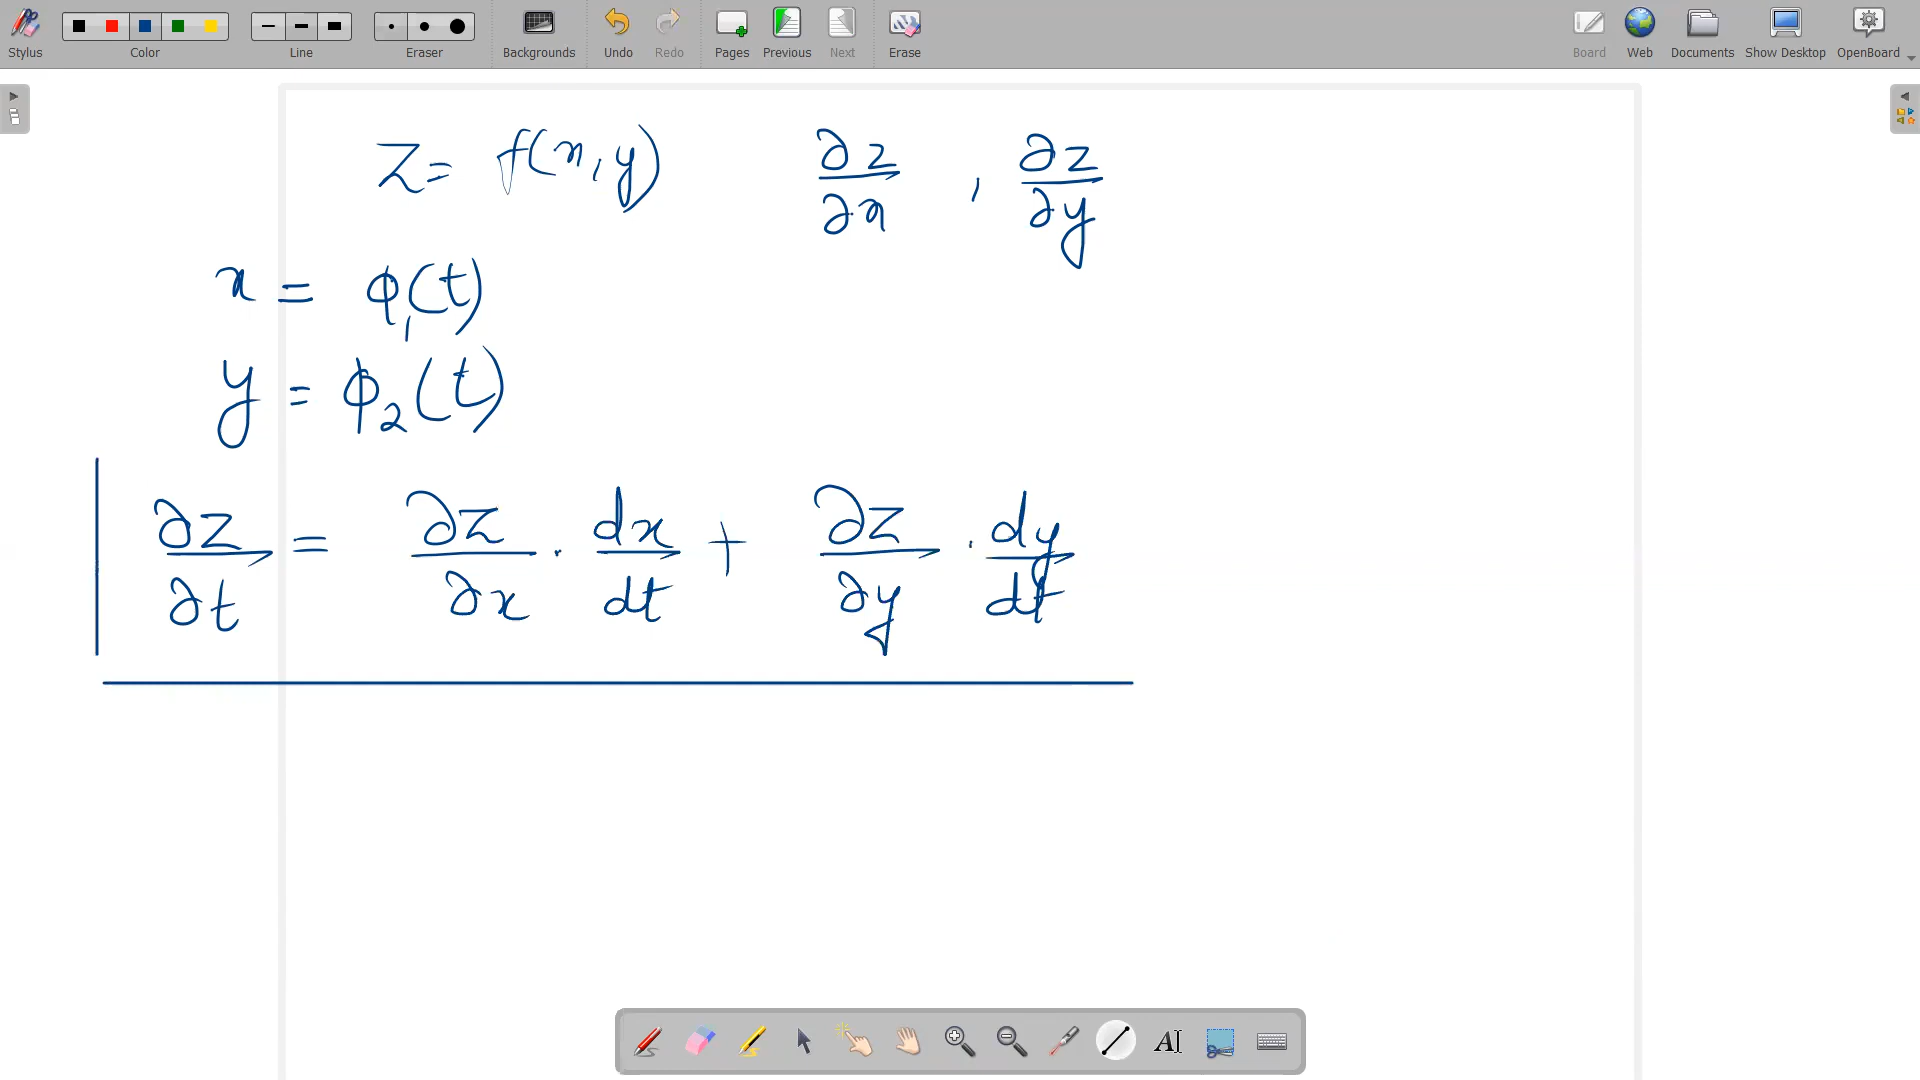 Stylus Color Line Eraser Backgrounds Undo Redo Pages Previous Next Erase Board Web Documents Show Desktop OpenBoard
Z = f(x, y) ∂z/∂x , ∂z/∂y
x = ϕ₁(t)
y = ϕ₂(t)
∂z/∂t = ∂z/∂x · dx/dt + ∂z/∂y · dy/dt
AI